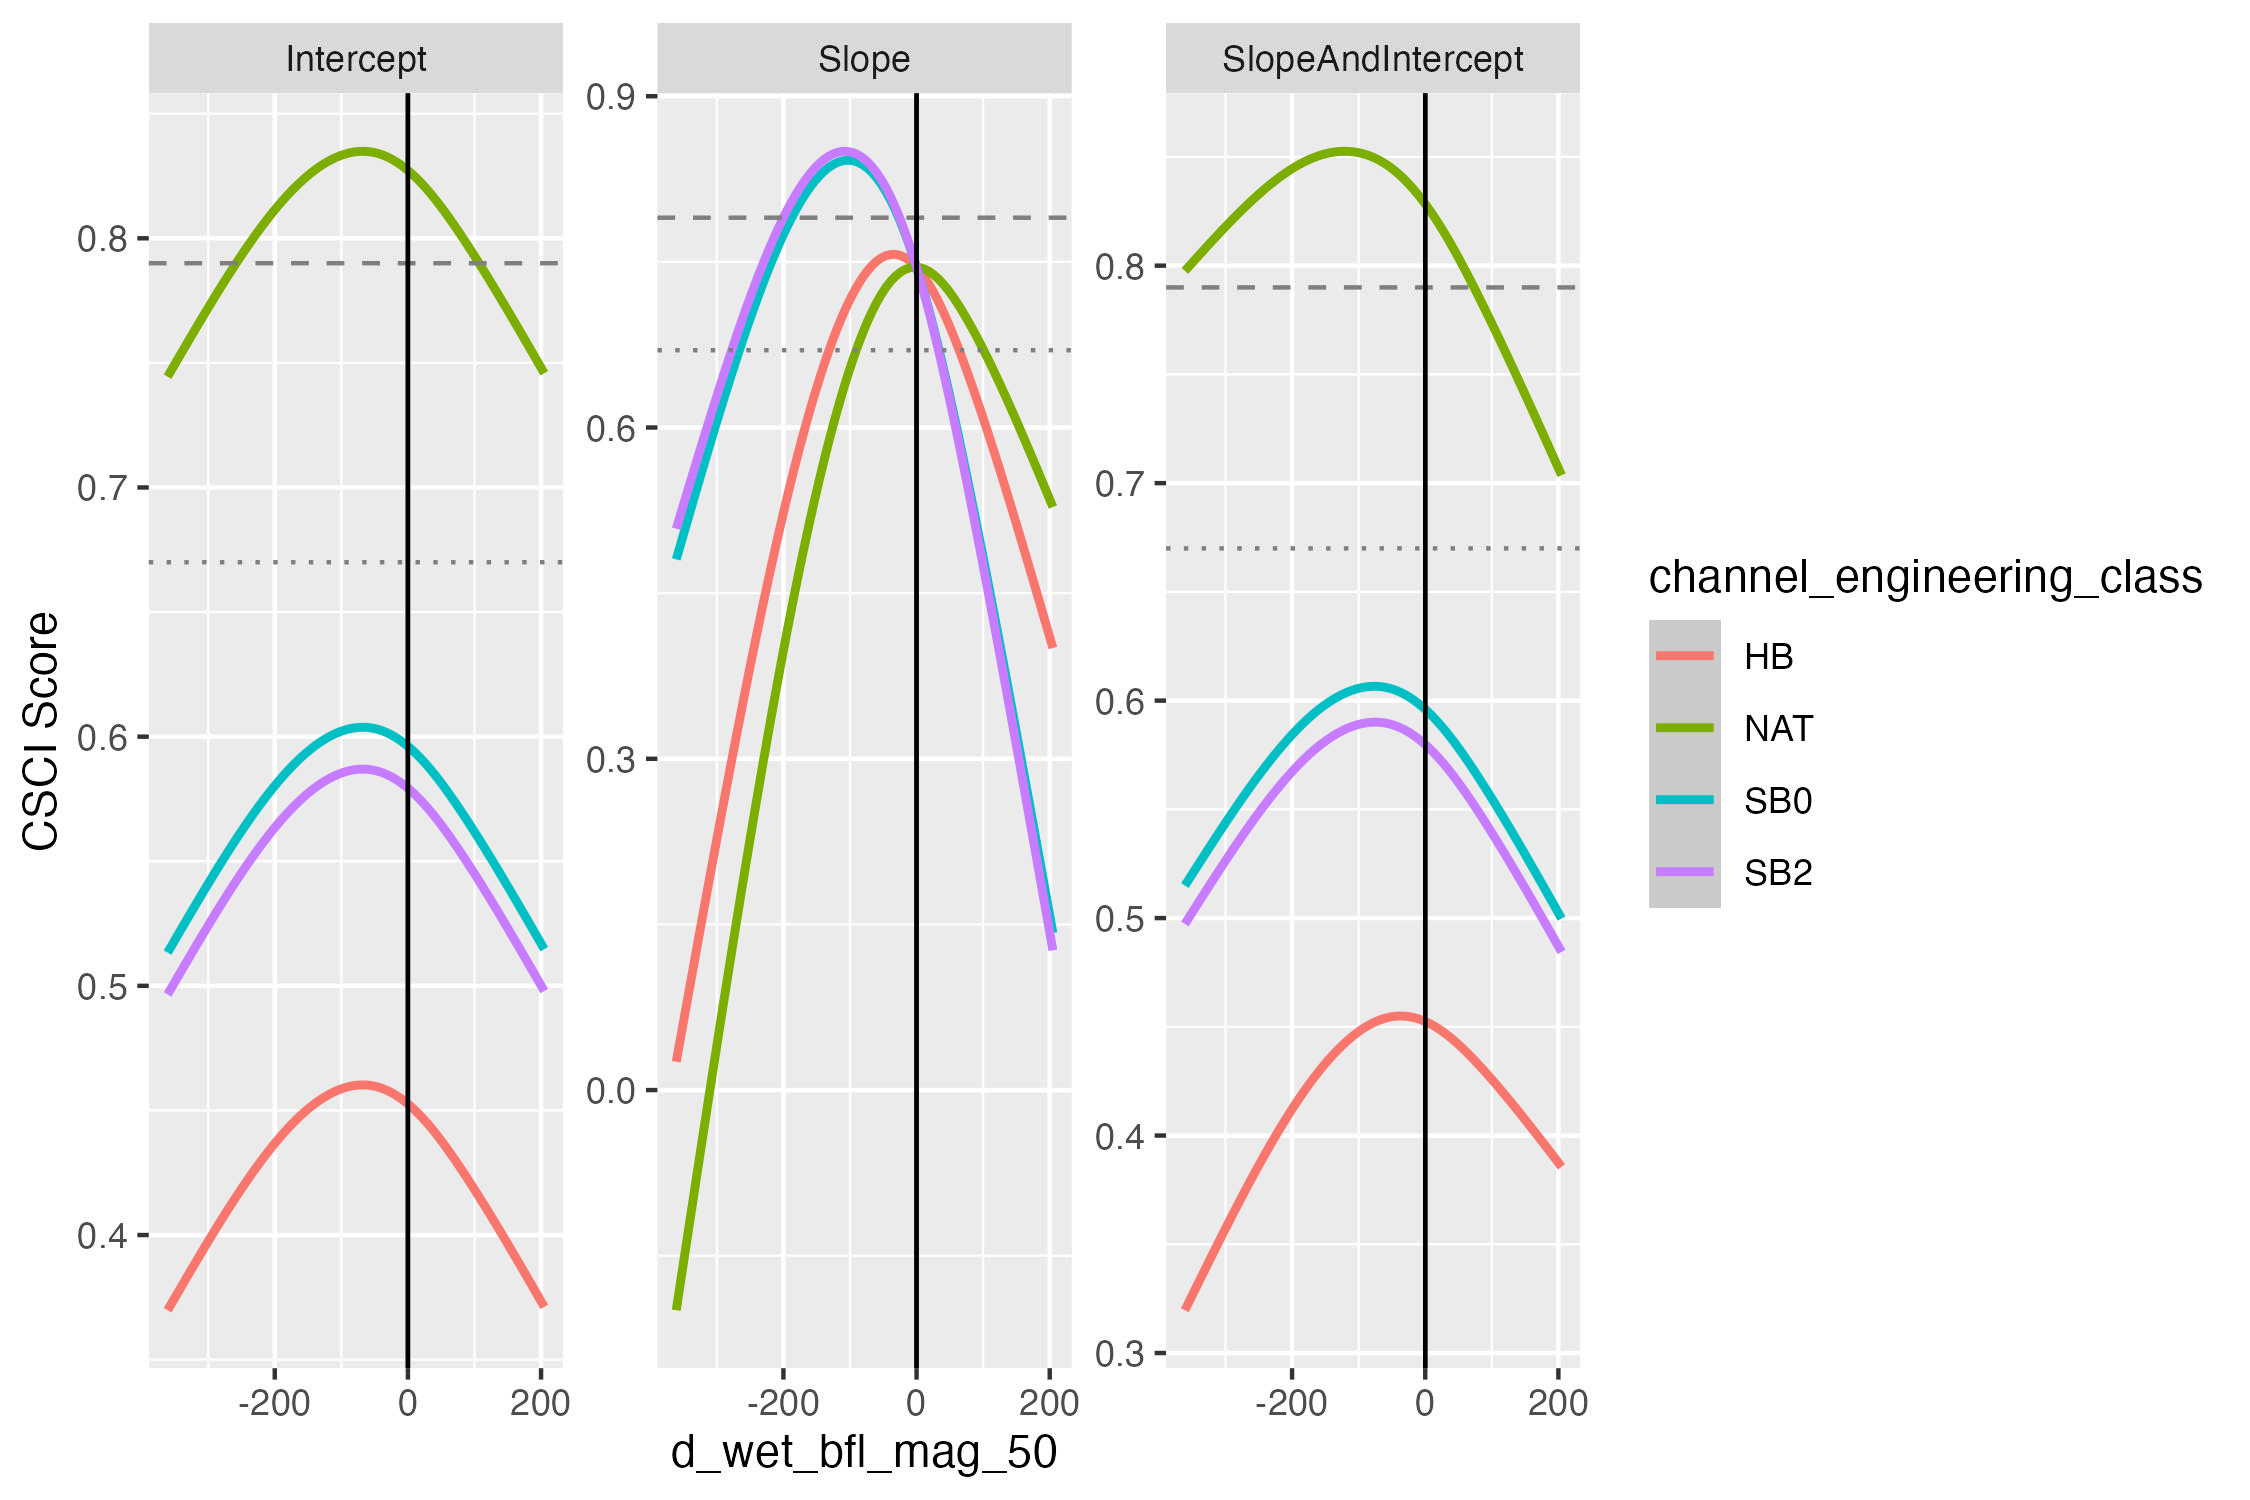 Intercept
Slope
SlopeAndIntercept
CSCI Score
0.8
0.7
0.6
0.5
0.4
0.9
0.6
0.3
0.0
0.8
0.7
0.6
0.5
0.4
0.3
-200 0 200
-200 0 200
-200 0 200
d_wet_bfl_mag_50
channel_engineering_class
HB
NAT
SB0
SB2